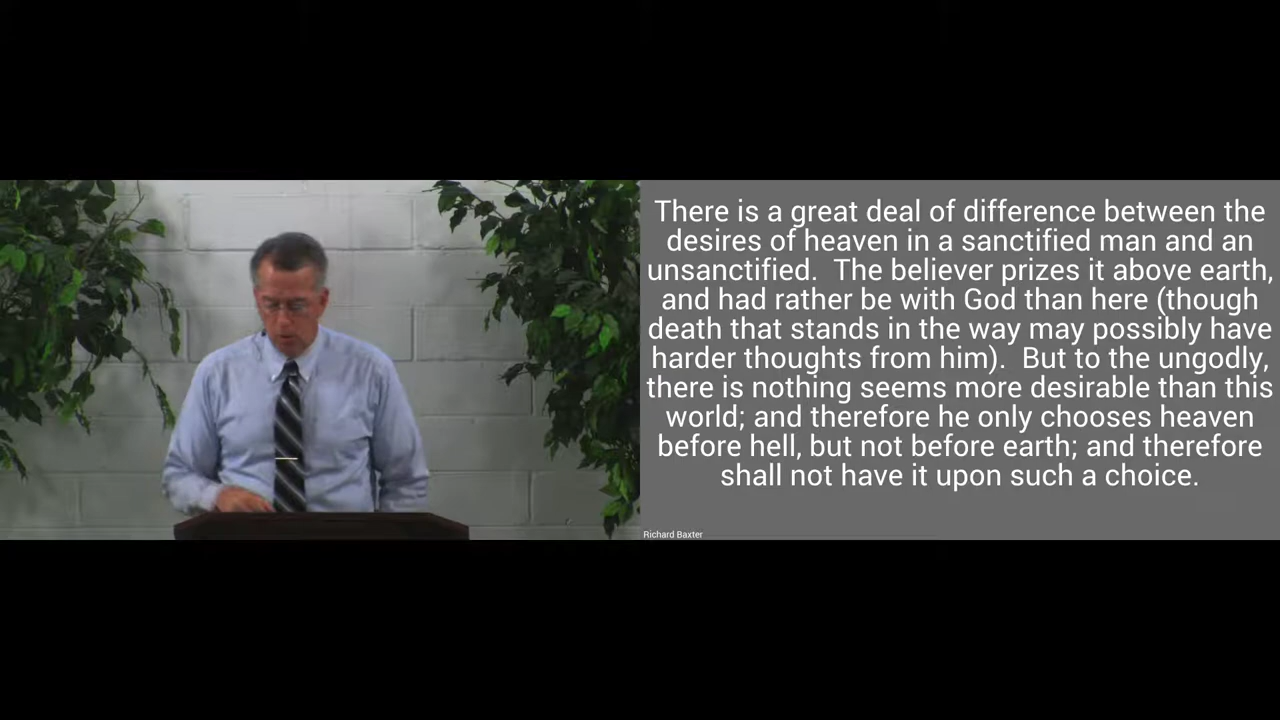 There is a great deal of difference between the
desires of heaven in a sanctified man and an
unsanctified.  The believer prizes it above earth,
and had rather be with God than here (though
death that stands in the way may possibly have
harder thoughts from him).  But to the ungodly,
there is nothing seems more desirable than this
world; and therefore he only chooses heaven
before hell, but not before earth; and therefore
shall not have it upon such a choice.
Richard Baxter